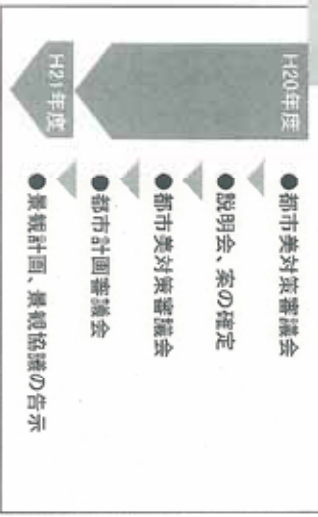 H20年度
●都市美対策審議会
●説明会、案の確定
●都市美対策審議会
●都市計画審議会
H21年度
●景観計画、景観協議の告示